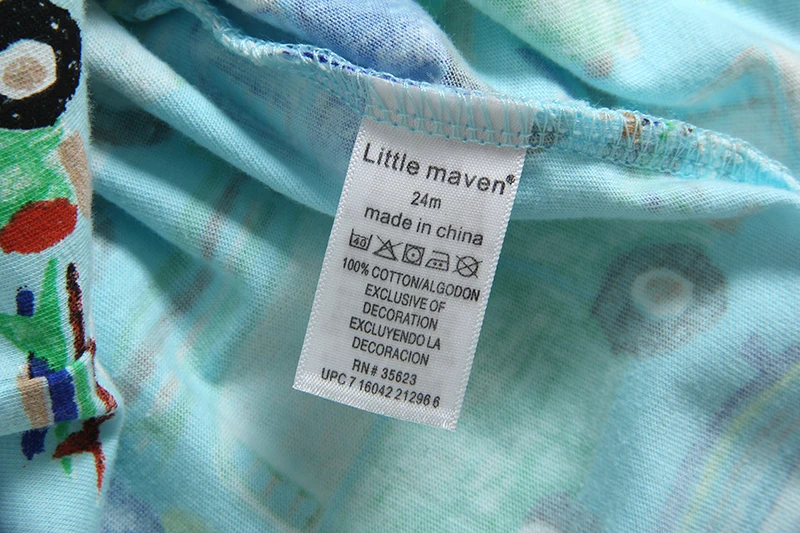 Little maven®
24m
made in china
40
100% COTTON/ALGODON
EXCLUSIVE OF
DECORATION
EXCLUYENDO LA
DECORACION
RN# 35623
UPC 7 16042 21296 6